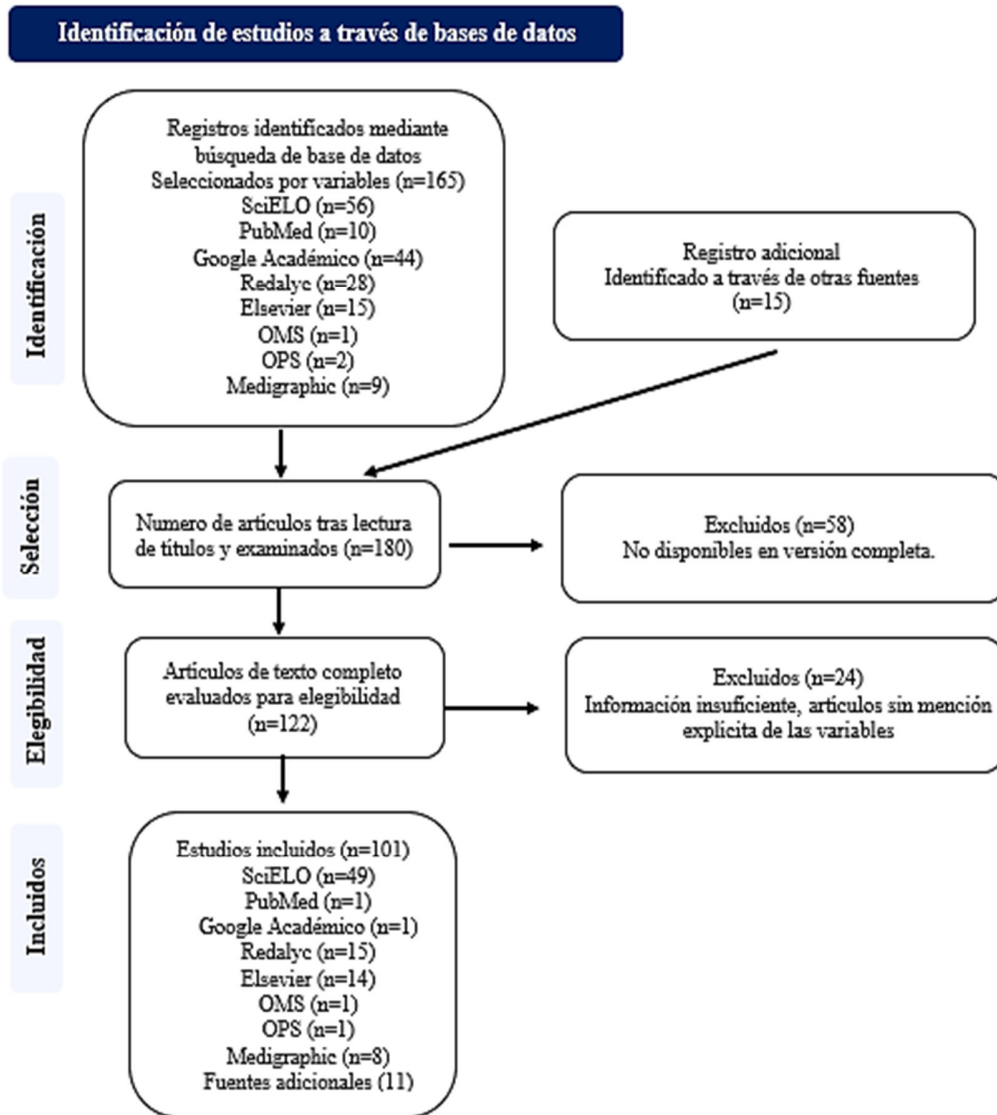 Identificación de estudios a través de bases de datos
Identificación
Registros identificados mediante
búsqueda de base de datos
Seleccionados por variables (n=165)
SciELO (n=56)
PubMed (n=10)
Google Académico (n=44)
Redalyc (n=28)
Elsevier (n=15)
OMS (n=1)
OPS (n=2)
Medigraphic (n=9)
Registro adicional
Identificado a través de otras fuentes
(n=15)
Selección
Numero de artículos tras lectura
de títulos y examinados (n=180)
Excluidos (n=58)
No disponibles en versión completa.
Elegibilidad
Artículos de texto completo
evaluados para elegibilidad
(n=122)
Excluidos (n=24)
Información insuficiente, artículos sin mención
explícita de las variables
Incluidos
Estudios incluidos (n=101)
SciELO (n=49)
PubMed (n=1)
Google Académico (n=1)
Redalyc (n=15)
Elsevier (n=14)
OMS (n=1)
OPS (n=1)
Medigraphic (n=8)
Fuentes adicionales (11)